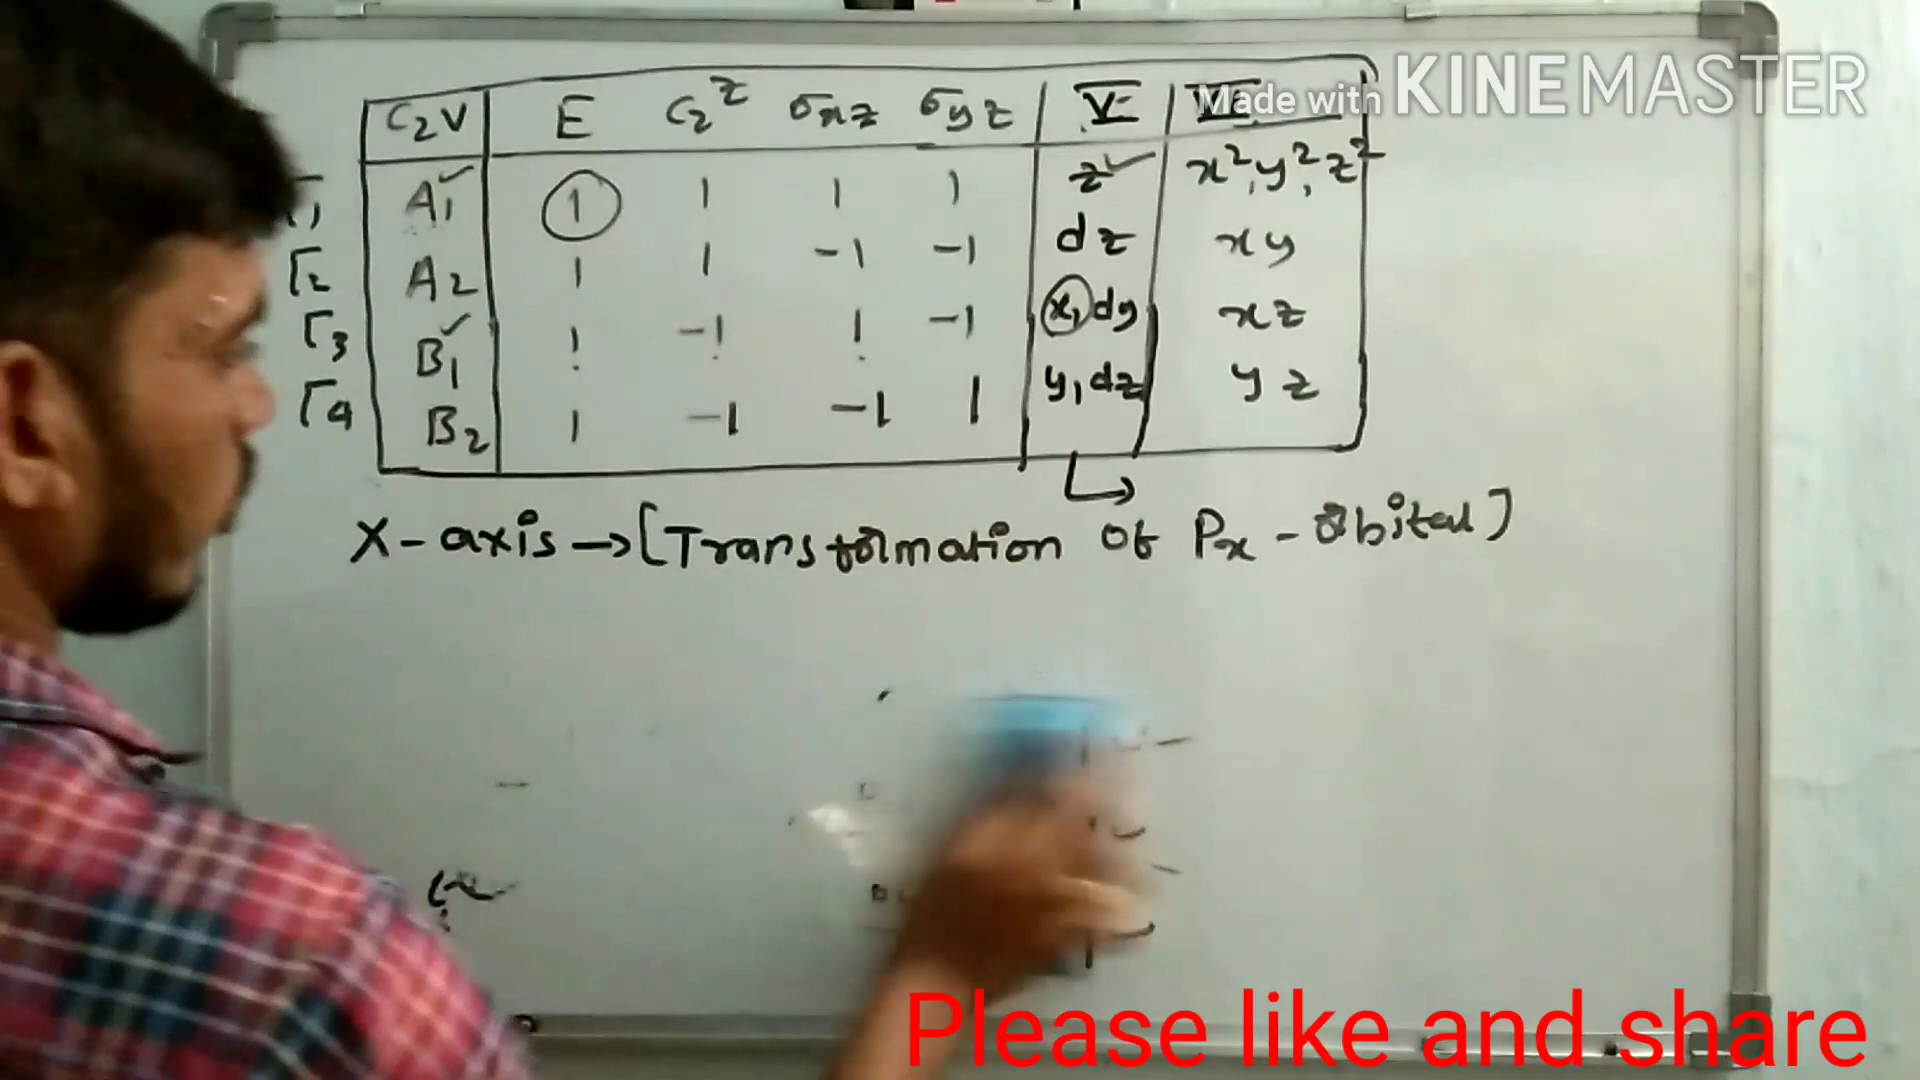 C2V E C2^z σxz σyz V VI
Γ1 A1 1 1 1 1 z x², y², z²
Γ2 A2 1 1 -1 -1 dz xy
Γ3 B1 1 -1 1 -1 x, dy xz
Γ4 B2 1 -1 -1 1 y, dz yz
X-axis → [Transformation of Px - Orbital]
Made with KINEMASTER
Please like and share